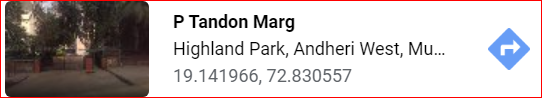 P Tandon Marg
Highland Park, Andheri West, Mu...
19.141966, 72.830557